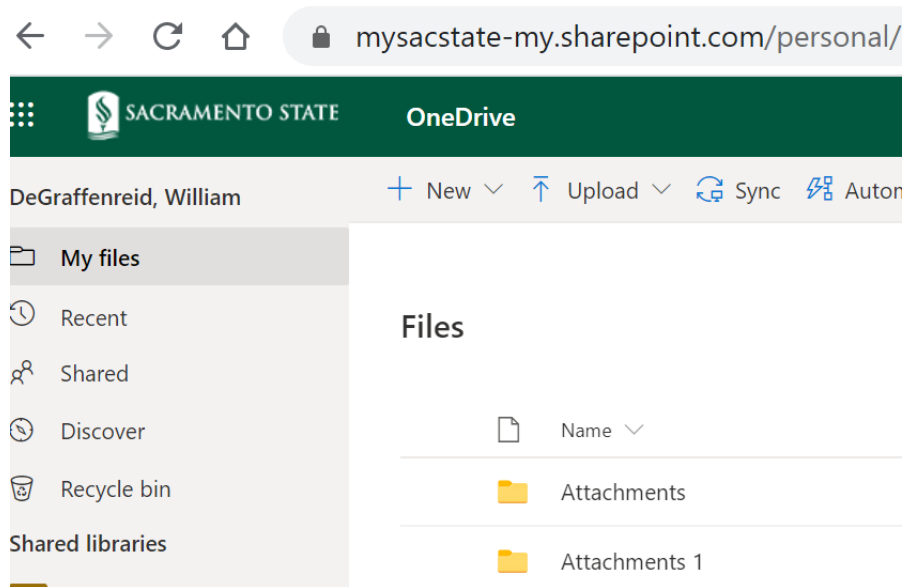 mysacstate-my.sharepoint.com/personal/
SACRAMENTO STATE OneDrive
DeGraffenreid, William
New Upload Sync Autom
My files
Recent
Files
Shared
Discover
Name
Recycle bin
Attachments
Shared libraries
Attachments 1